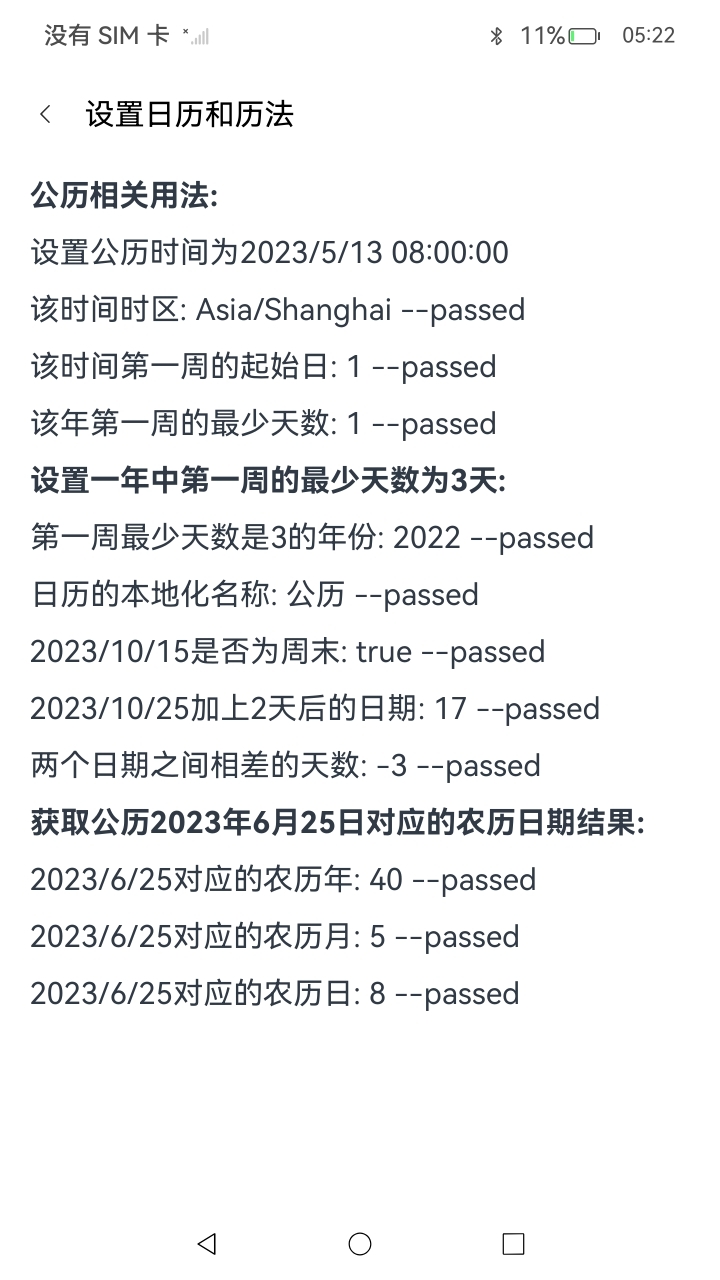 没有 SIM 卡
11%
05:22
设置日历和历法
公历相关用法:
设置公历时间为2023/5/13 08:00:00
该时间时区: Asia/Shanghai --passed
该时间第一周的起始日: 1 --passed
该年第一周的最少天数: 1 --passed
设置一年中第一周的最少天数为3天:
第一周最少天数是3的年份: 2022 --passed
日历的本地化名称: 公历 --passed
2023/10/15是否为周末: true --passed
2023/10/25加上2天后的日期: 17 --passed
两个日期之间相差的天数: -3 --passed
获取公历2023年6月25日对应的农历日期结果:
2023/6/25对应的农历年: 40 --passed
2023/6/25对应的农历月: 5 --passed
2023/6/25对应的农历日: 8 --passed